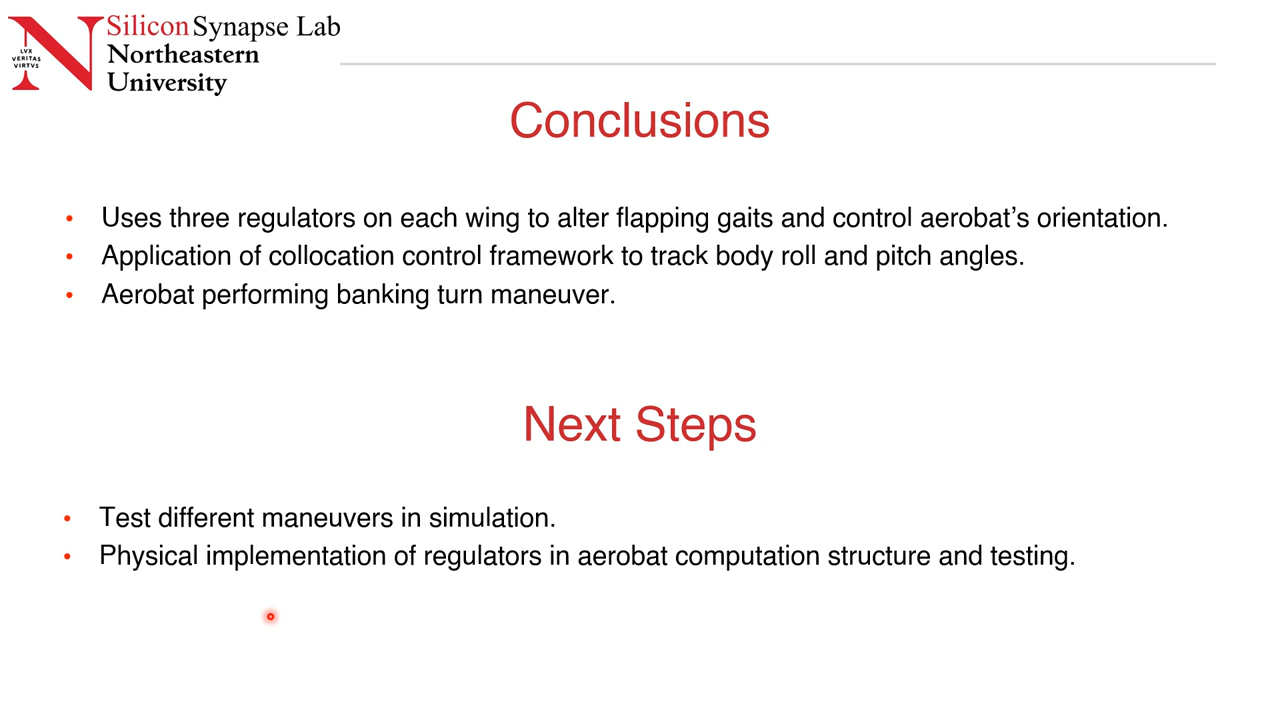 Silicon Synapse Lab
Northeastern
University
LVX
VERITAS
VIRTVS
Conclusions
• Uses three regulators on each wing to alter flapping gaits and control aerobat’s orientation.
• Application of collocation control framework to track body roll and pitch angles.
• Aerobat performing banking turn maneuver.
Next Steps
• Test different maneuvers in simulation.
• Physical implementation of regulators in aerobat computation structure and testing.